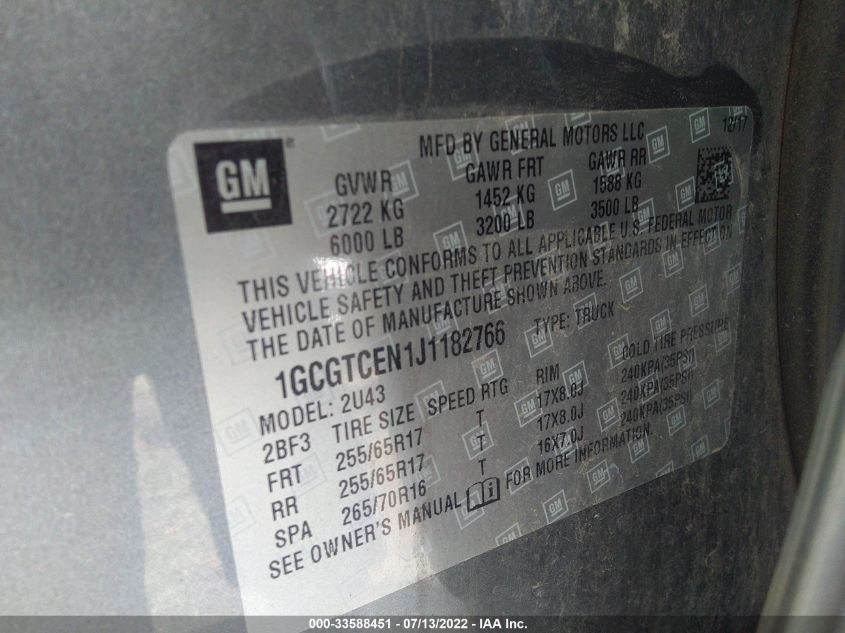 GM
MFD BY GENERAL MOTORS LLC
12/17
GVWR GAWR FRT GAWR RR
2722 KG 1452 KG 1588 KG
6000 LB 3200 LB 3500 LB
THIS VEHICLE CONFORMS TO ALL APPLICABLE U.S. FEDERAL MOTOR
VEHICLE SAFETY AND THEFT PREVENTION STANDARDS IN EFFECT ON
THE DATE OF MANUFACTURE SHOWN ABOVE.
1GCGTCEN1J1182766 TYPE: TRUCK
MODEL: 2U43
2BF3 TIRE SIZE SPEED RTG RIM COLD TIRE PRESSURE
FRT 255/65R17 T 17X8.0J 240KPA(35PSI)
RR 255/65R17 T 17X8.0J 240KPA(35PSI)
SPA 265/70R16 T 16X7.0J 240KPA(35PSI)
SEE OWNER'S MANUAL FOR MORE INFORMATION.
000-33588451 - 07/13/2022 - IAA Inc.